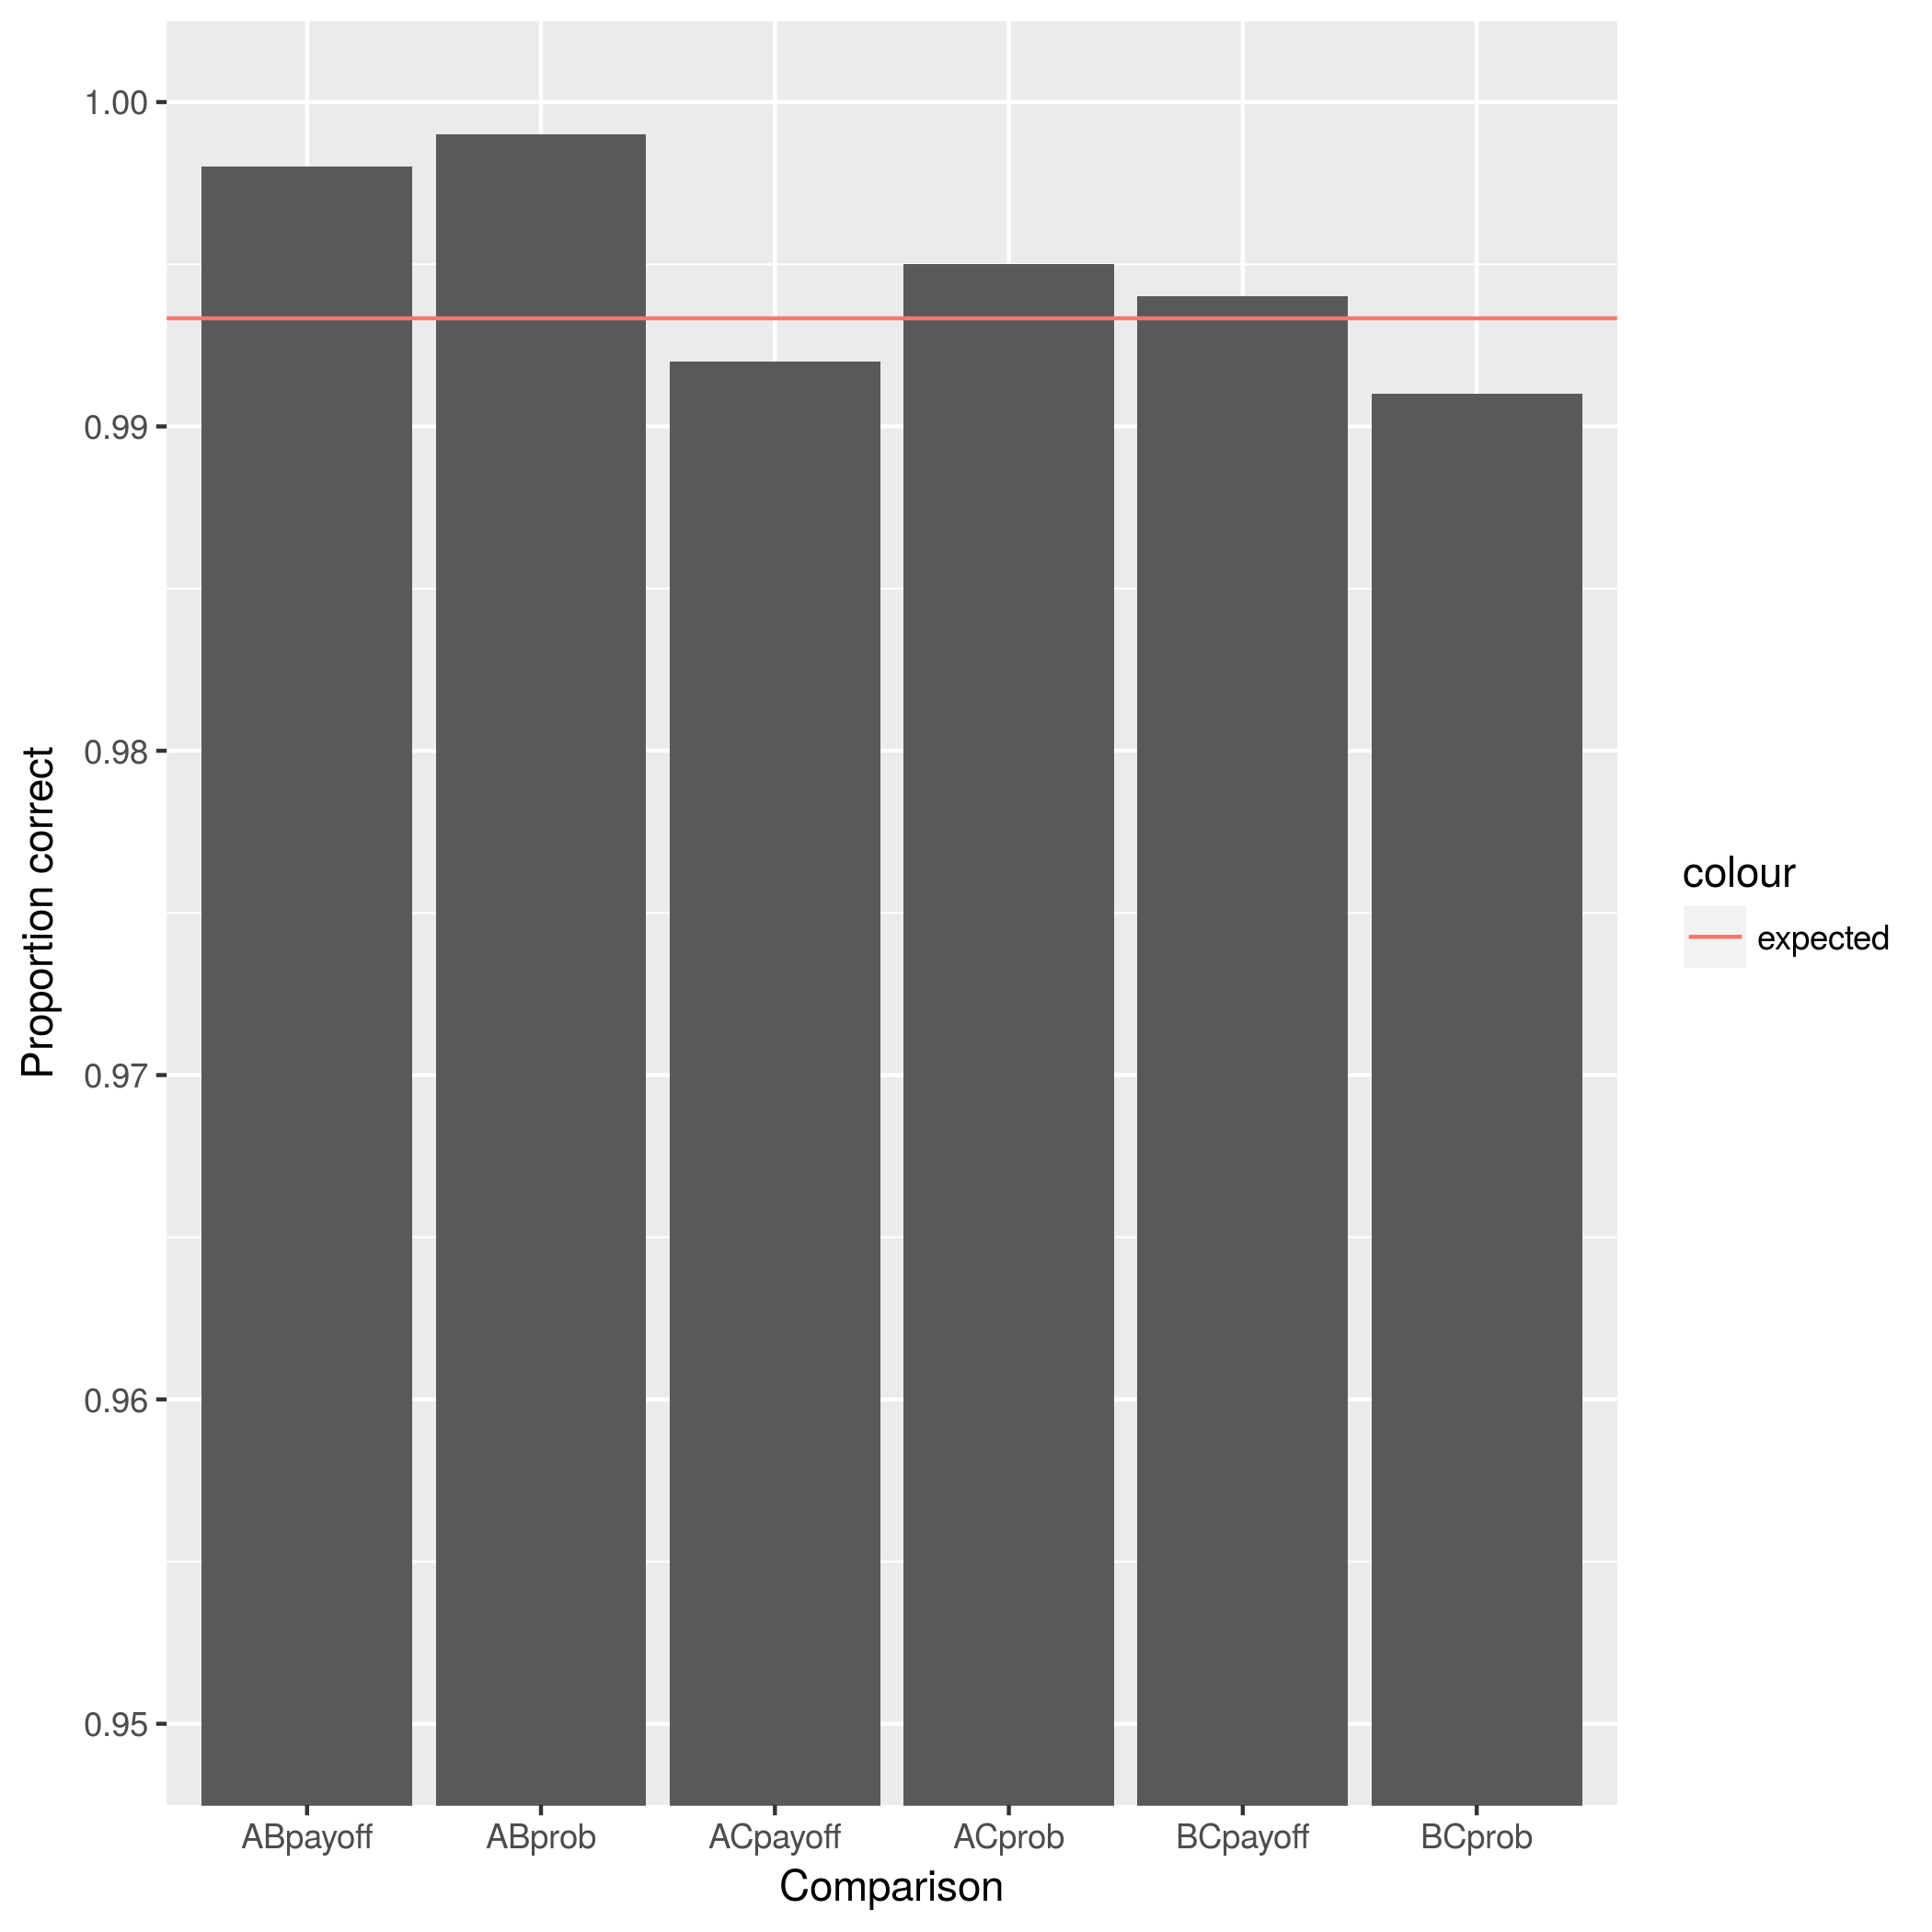 1.00
0.99
0.98
0.97
0.96
0.95
Proportion correct
ABpayoff ABprob ACpayoff ACprob BCpayoff BCprob
Comparison
colour
expected